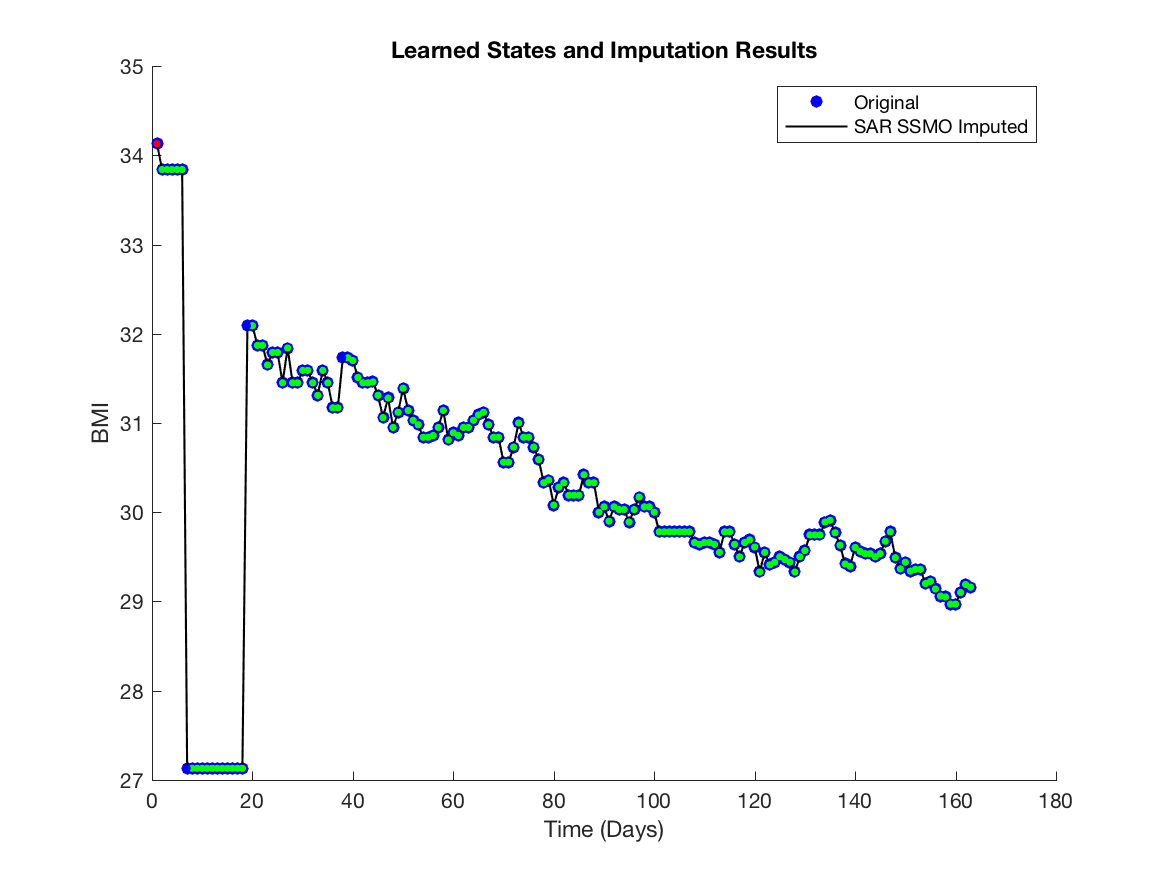 Learned States and Imputation Results
Original
SAR SSMO Imputed
BMI
35
34
33
32
31
30
29
28
27
0 20 40 60 80 100 120 140 160 180
Time (Days)